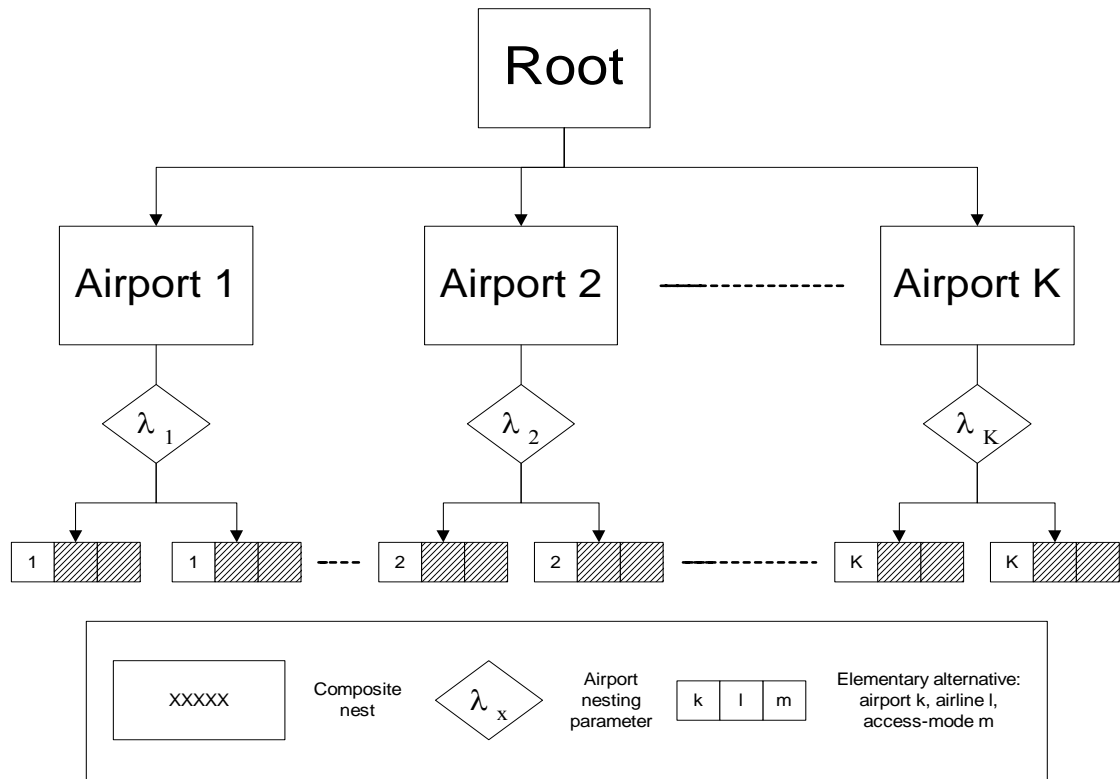 Root
Airport 1
Airport 2
Airport K
λ 1
λ 2
λ K
1
1
2
2
K
K
XXXXX
Composite
nest
λ x
Airport
nesting
parameter
k l m
Elementary alternative:
airport k, airline l,
access-mode m